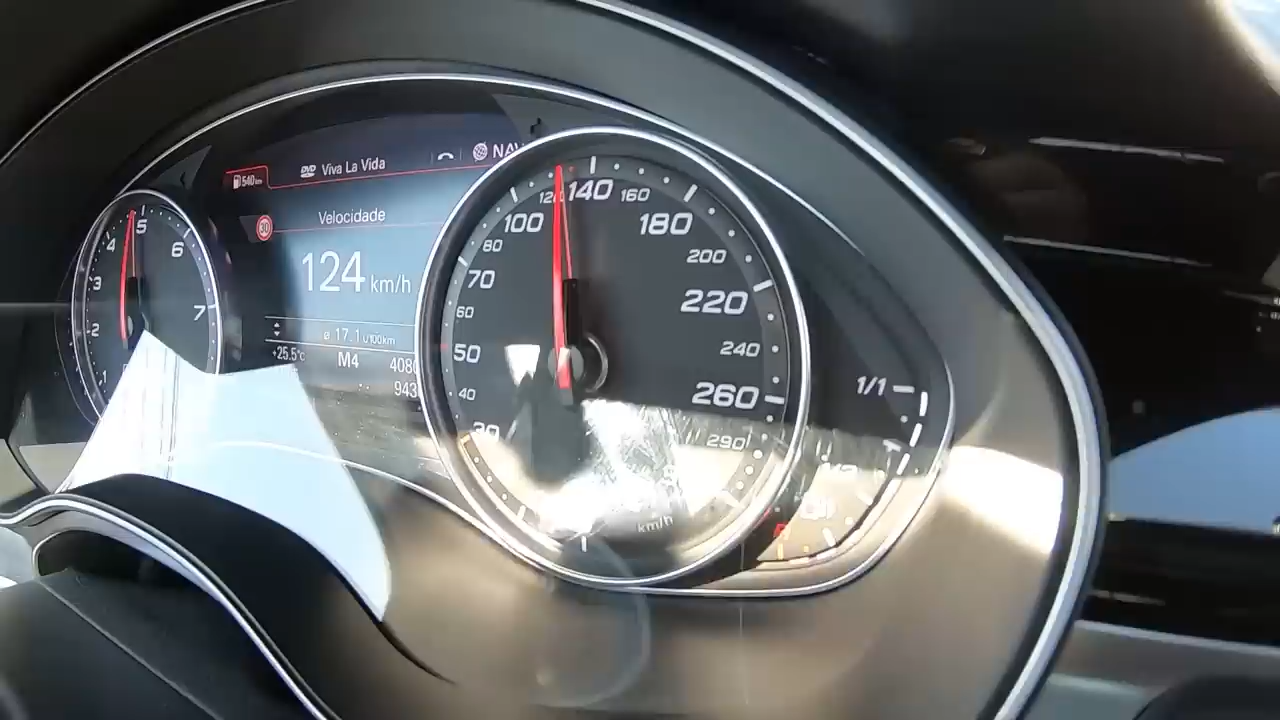 Viva La Vida
NAV
540 km
30
Velocidade
124 km/h
ø 17.1 l/100km
+25.5°C
M4
4080
943
1
2
3
4
5
6
7
30
40
50
60
70
80
100
140
160
180
200
220
240
260
290
km/h
1/1